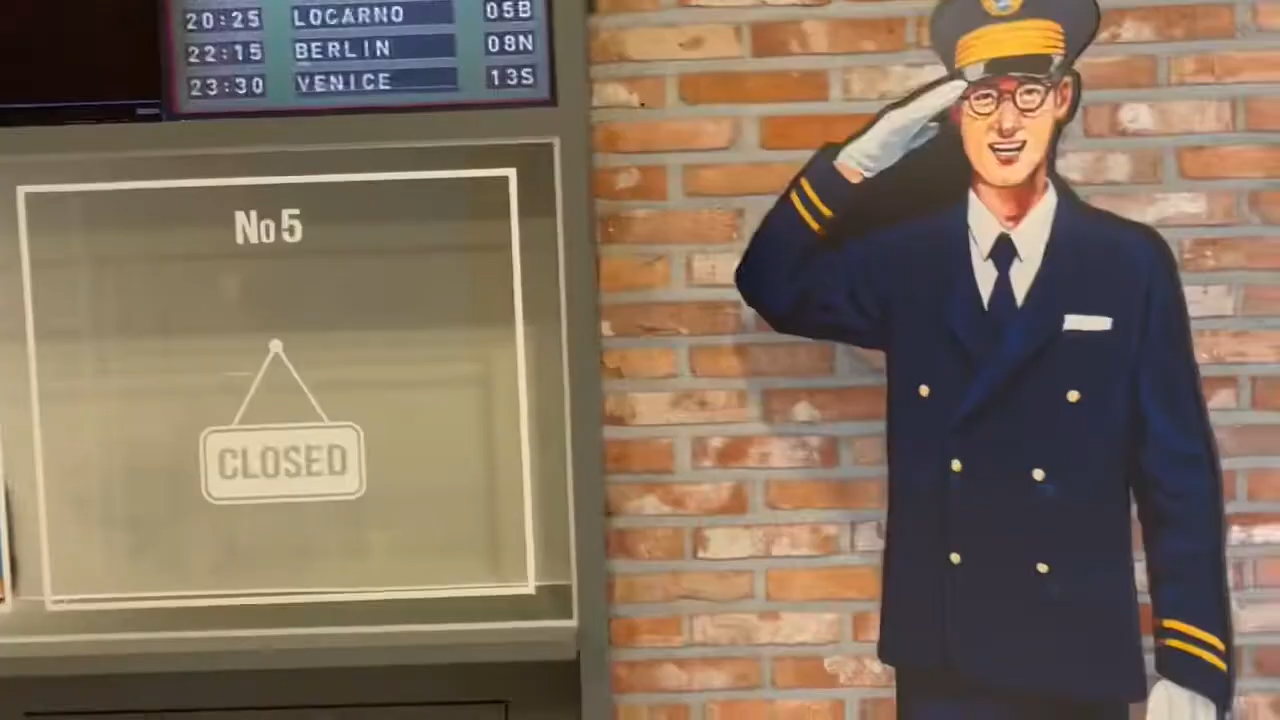 20:25 LOCARNO 05B
22:15 BERLIN 08N
23:30 VENICE 13S
No 5
CLOSED